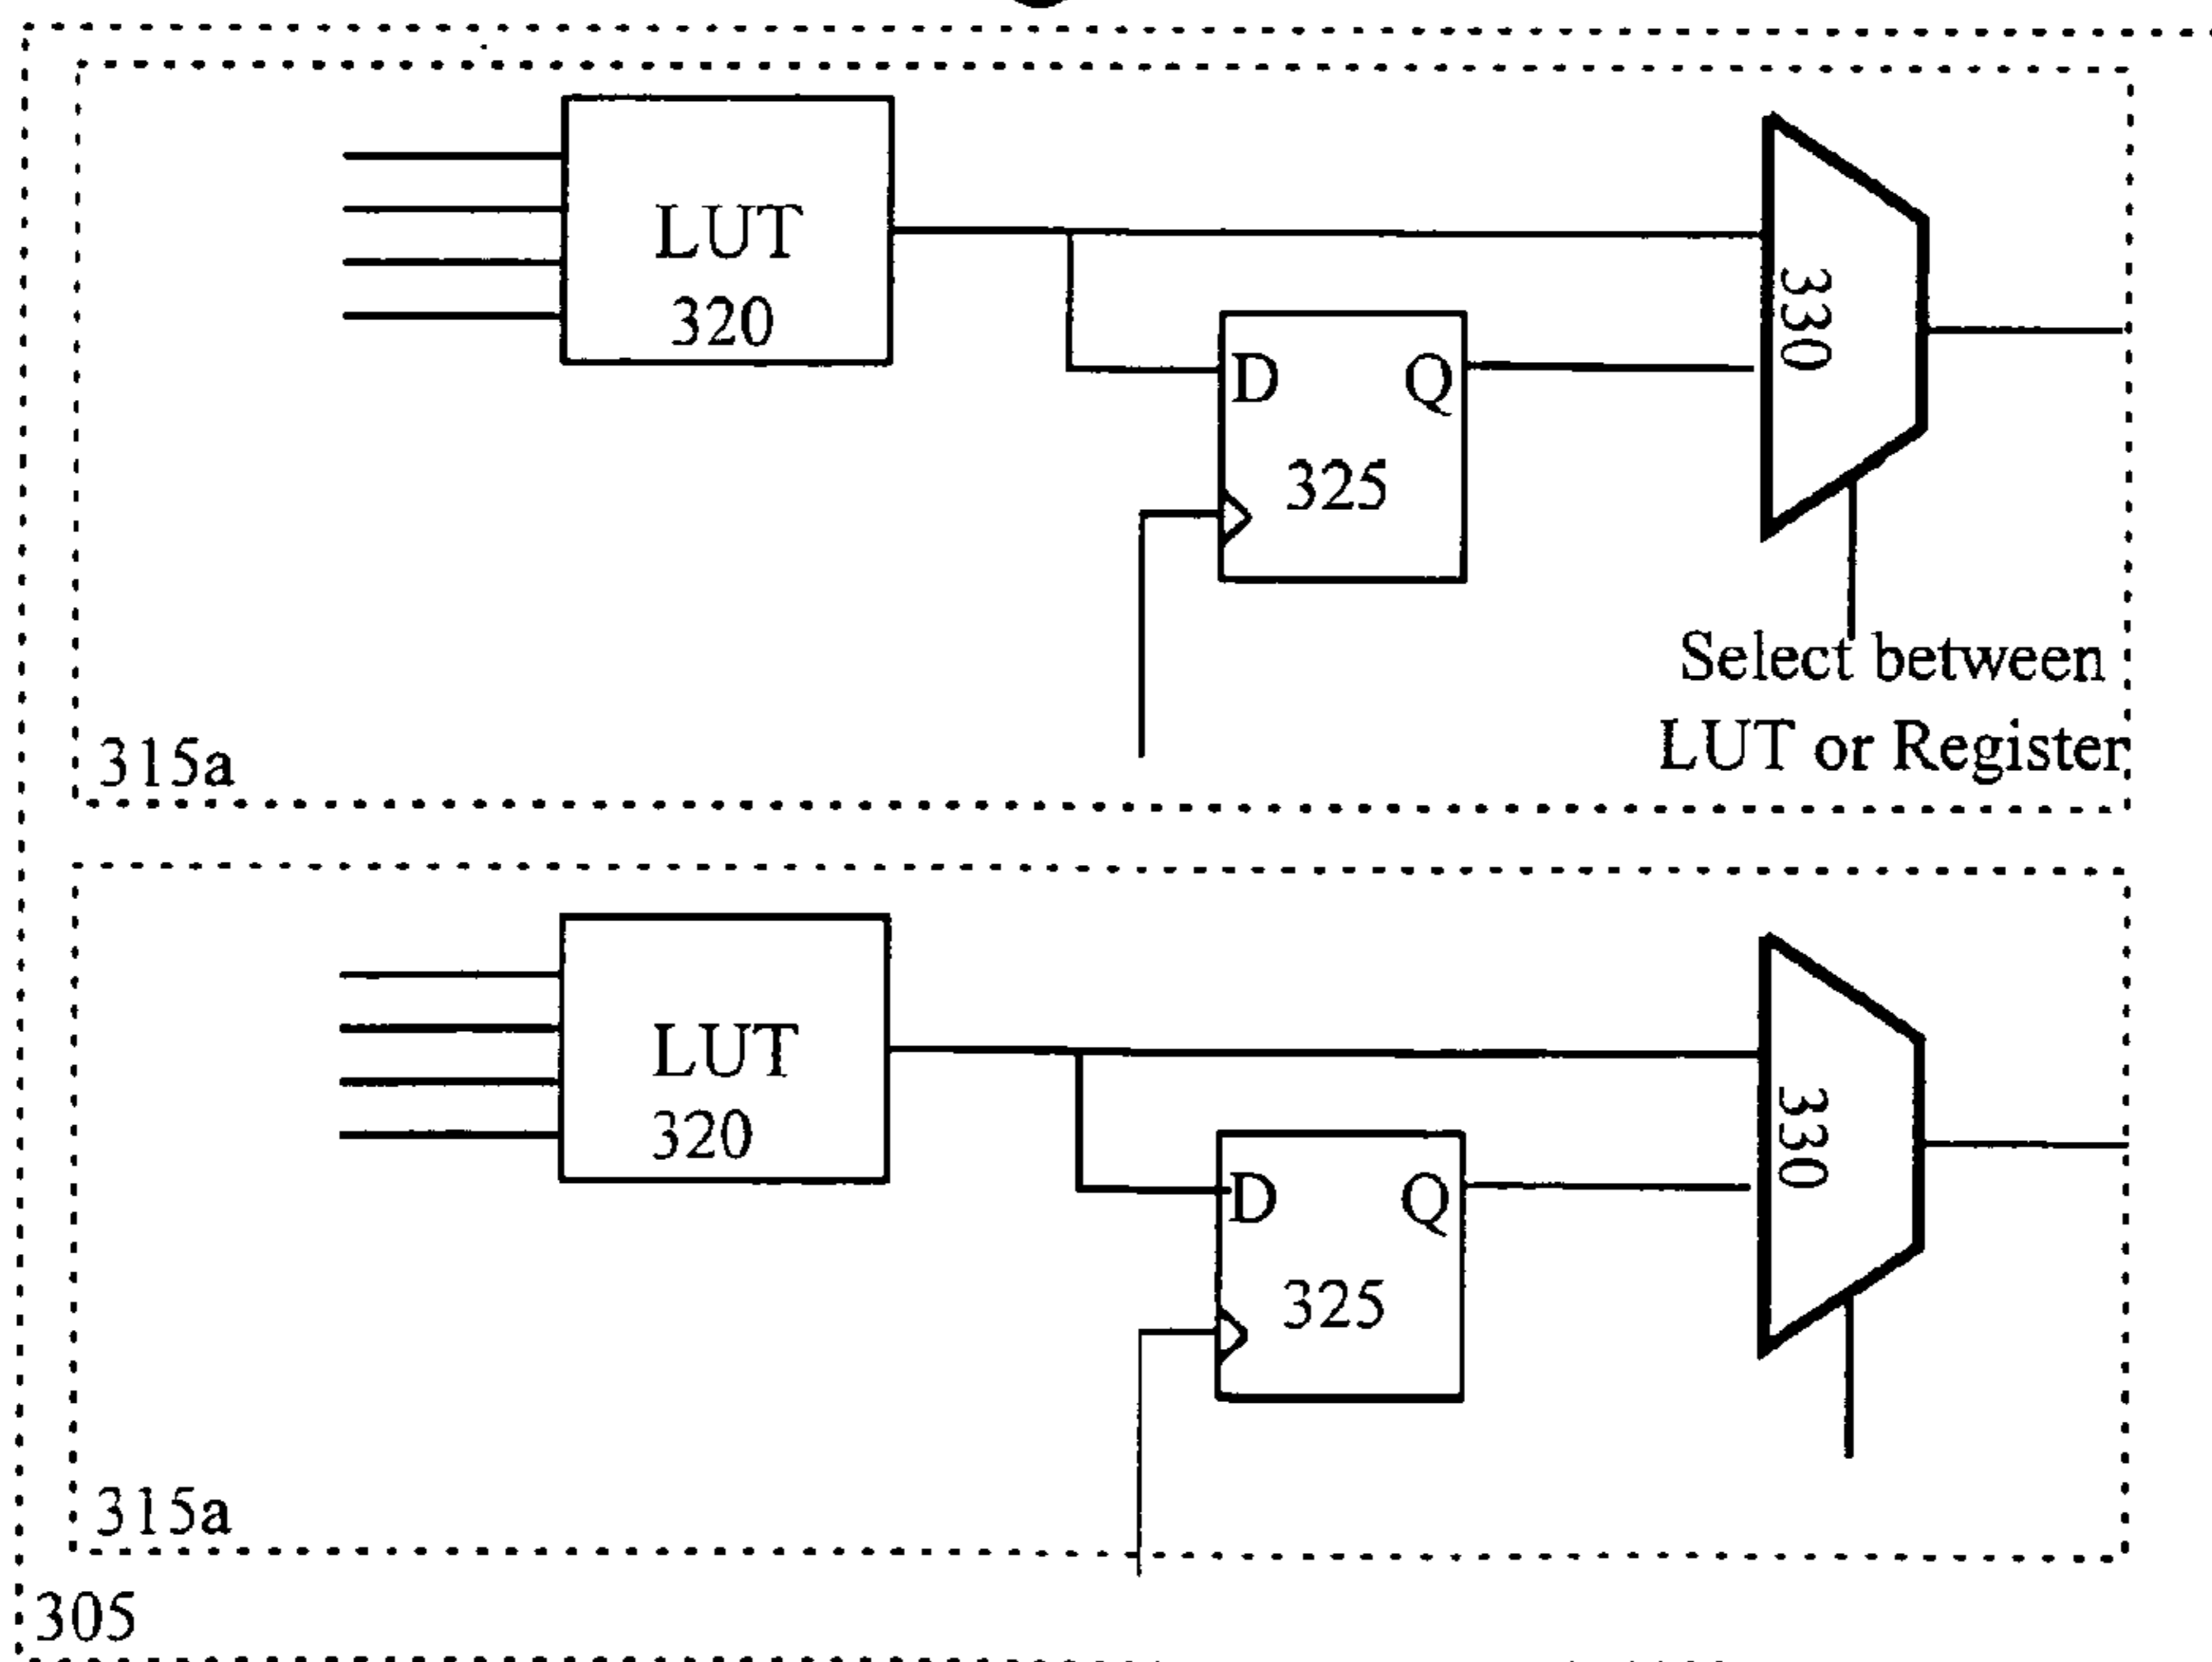 LUT
320
330
D Q
325
Select between
LUT or Register
315a
LUT
320
330
D Q
325
315a
305